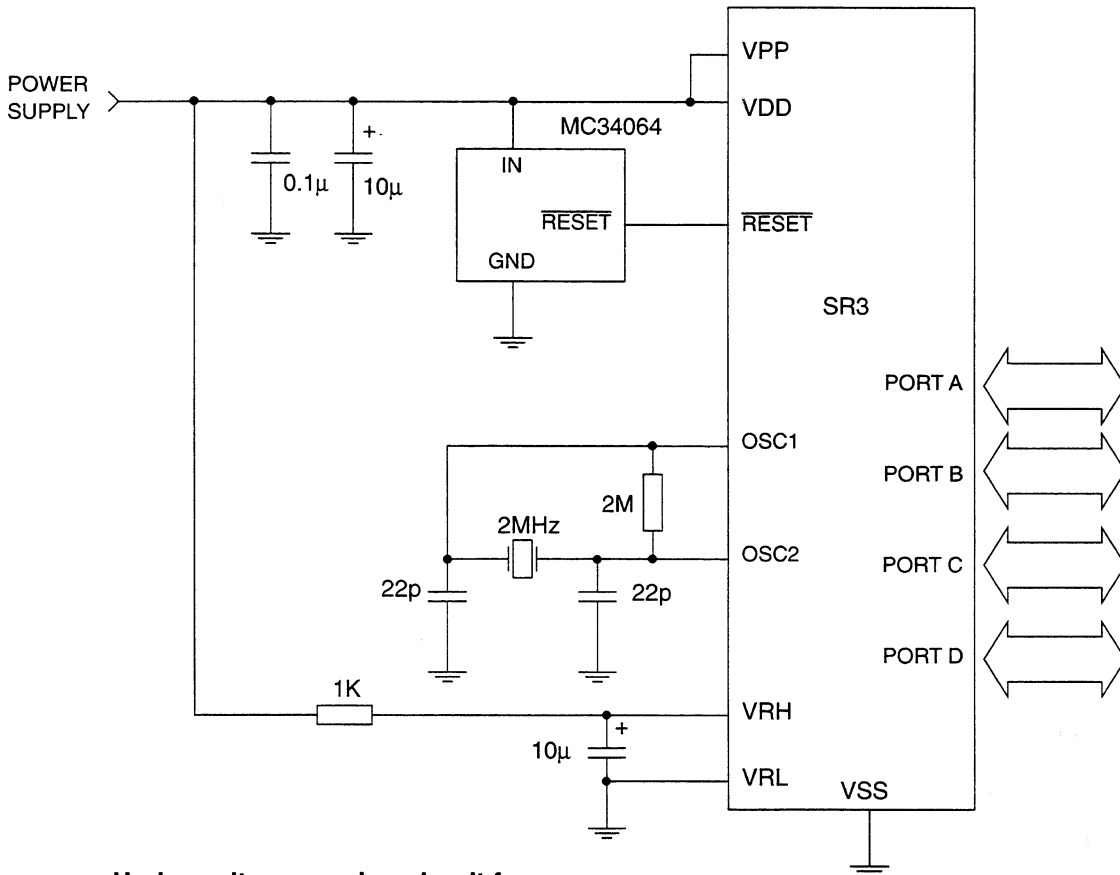 POWER
SUPPLY
VPP
VDD
MC34064
+
0.1µ
10µ
IN
RESET
GND
RESET
SR3
PORT A
OSC1
2M
PORT B
2MHz
OSC2
PORT C
22p
22p
PORT D
1K
VRH
+
10µ
VRL
VSS